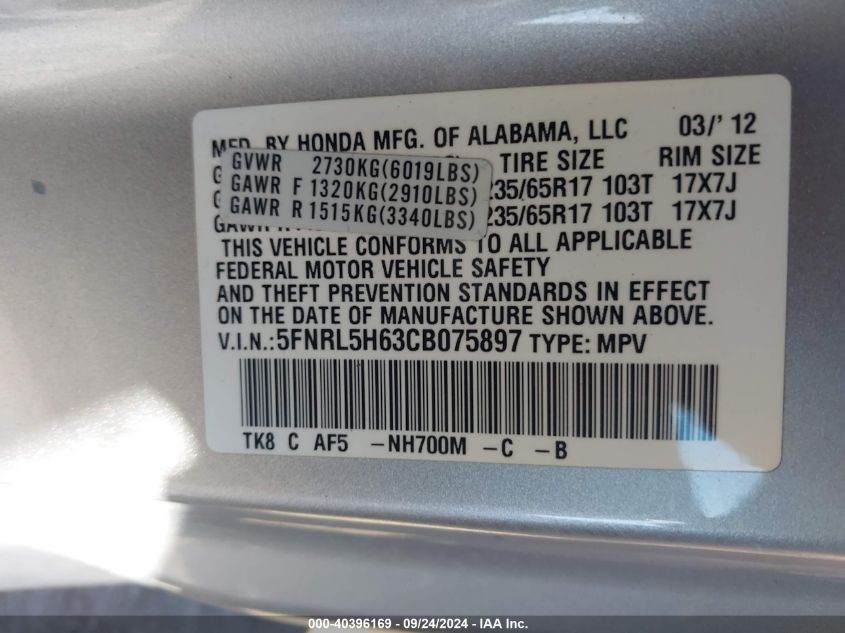 MFD. BY HONDA MFG. OF ALABAMA, LLC 03/'12
TIRE SIZE RIM SIZE
GVWR 2730KG(6019LBS)
GAWR F 1320KG(2910LBS) 235/65R17 103T 17X7J
GAWR R 1515KG(3340LBS) 235/65R17 103T 17X7J
THIS VEHICLE CONFORMS TO ALL APPLICABLE
FEDERAL MOTOR VEHICLE SAFETY
AND THEFT PREVENTION STANDARDS IN EFFECT
ON THE DATE OF MANUFACTURE SHOWN ABOVE.
V.I.N.:5FNRL5H63CB075897 TYPE: MPV
TK8 C AF5 -NH700M -C -B
000-40396169 - 09/24/2024 - IAA Inc.